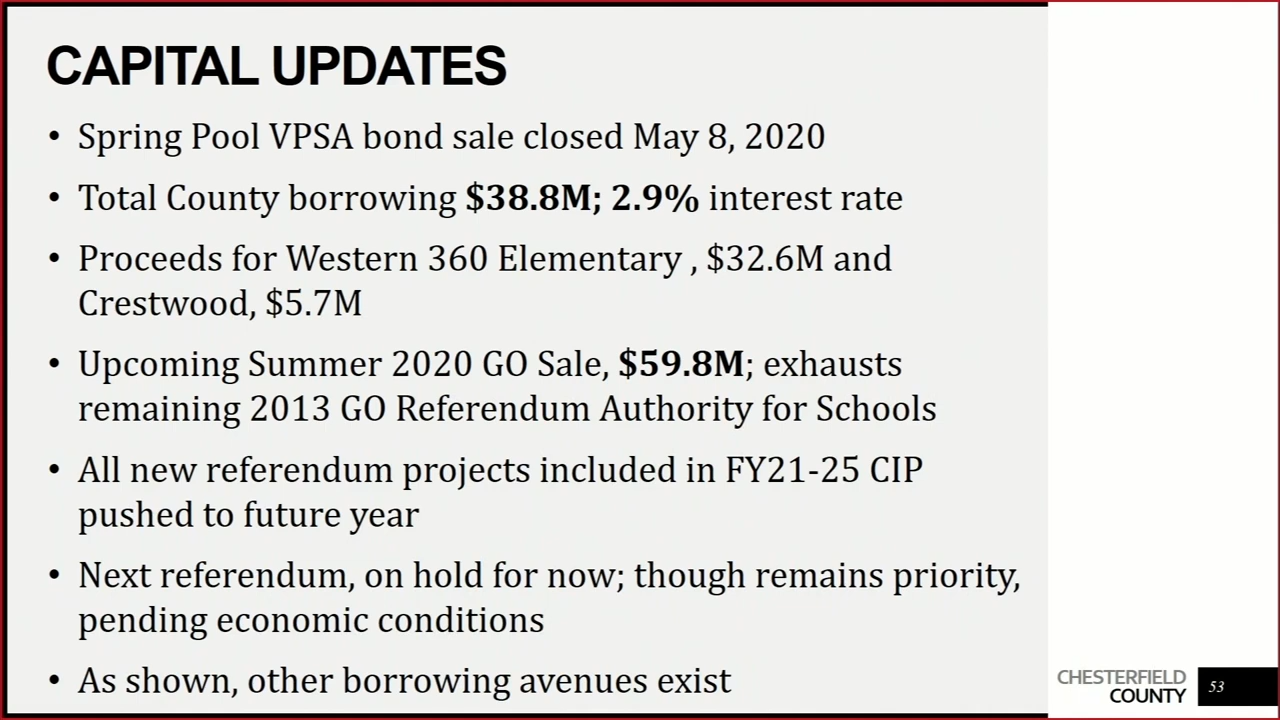 CAPITAL UPDATES
• Spring Pool VPSA bond sale closed May 8, 2020
• Total County borrowing $38.8M; 2.9% interest rate
• Proceeds for Western 360 Elementary , $32.6M and
Crestwood, $5.7M
• Upcoming Summer 2020 GO Sale, $59.8M; exhausts
remaining 2013 GO Referendum Authority for Schools
• All new referendum projects included in FY21-25 CIP
pushed to future year
• Next referendum, on hold for now; though remains priority,
pending economic conditions
• As shown, other borrowing avenues exist
CHESTERFIELD
COUNTY
53